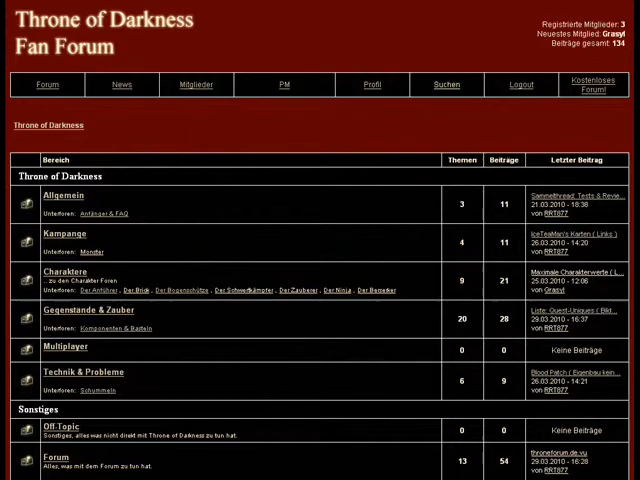 Throne of Darkness
Fan Forum
Registrierte Mitglieder: 3
Neuestes Mitglied: Grasyl
Beiträge gesamt: 134
Forum News Mitglieder PM Profil Suchen Logout Kostenloses Forum!
Throne of Darkness
Bereich Themen Beiträge Letzter Beitrag
Throne of Darkness
Allgemein 3 11 Sammelthread: Tests & Revie...
21.03.2010 - 18:38
Unterforen: Anfänger & FAQ von RRT877
Kampange 4 11 IceTeaMan's Karten ( Links )
26.03.2010 - 14:20
Unterforen: Monster von RRT877
Charaktere 9 21 Maximale Charakterwerte ( L...
...zu den Charakter Foren 25.03.2010 - 12:06
Unterforen: Der Anführer , Der Brick , Der Bogenschütze , Der Schwertkämpfer , Der Zauberer , Der Ninja , Der Berserker von Grasyl
Gegenstände & Zauber 20 28 Liste: Quest-Uniques ( Bild...
29.03.2010 - 16:37
Unterforen: Komponenten & Basteln von RRT877
Multiplayer 0 0 Keine Beiträge
Technik & Probleme 6 9 Blood Patch ( Eigenbau kein...
26.03.2010 - 14:21
Unterforen: Schummeln von RRT877
Sonstiges
Off-Topic 0 0 Keine Beiträge
Sonstiges, alles was nicht direkt mit Throne of Darkness zu tun hat.
Forum 13 54 throneforum.de.vu
29.03.2010 - 16:28
Alles, was mit dem Forum zu tun hat. von RRT877